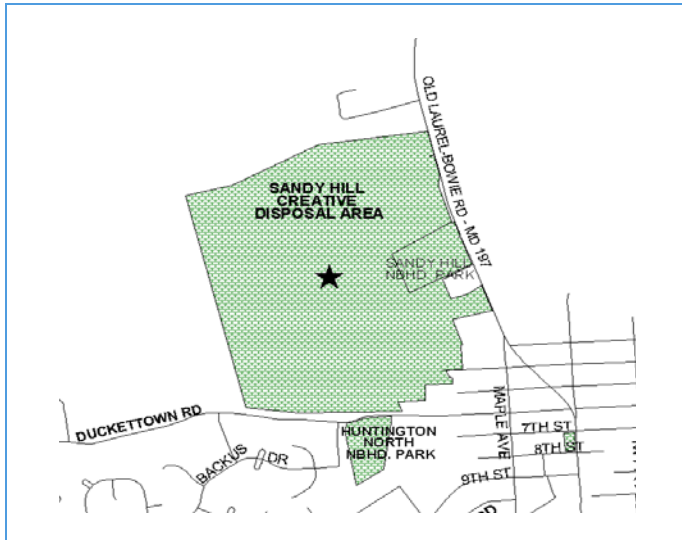 OLD LAUREL-BOWIE RD - MD 197
SANDY HILL
CREATIVE
DISPOSAL AREA
SANDY HILL
NBHD. PARK
DUCKETTOWN RD
HUNTINGTON
NORTH
NBHD. PARK
MAPLE AVE
7TH ST
8TH ST
9TH ST
BACKUS
DR